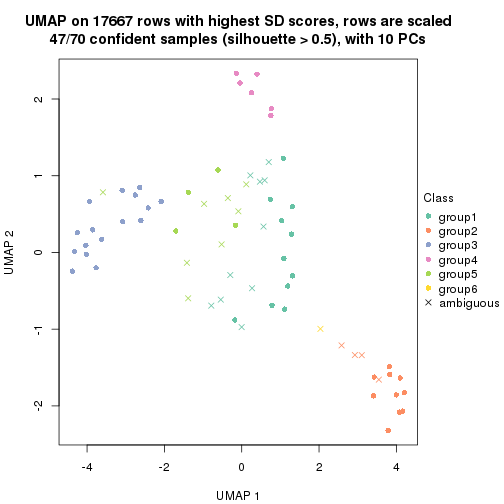 UMAP on 17667 rows with highest SD scores, rows are scaled
47/70 confident samples (silhouette > 0.5), with 10 PCs
2
1
0
-1
-2
UMAP 2
-4
-2
0
2
4
UMAP 1
Class
group1
group2
group3
group4
group5
group6
ambiguous